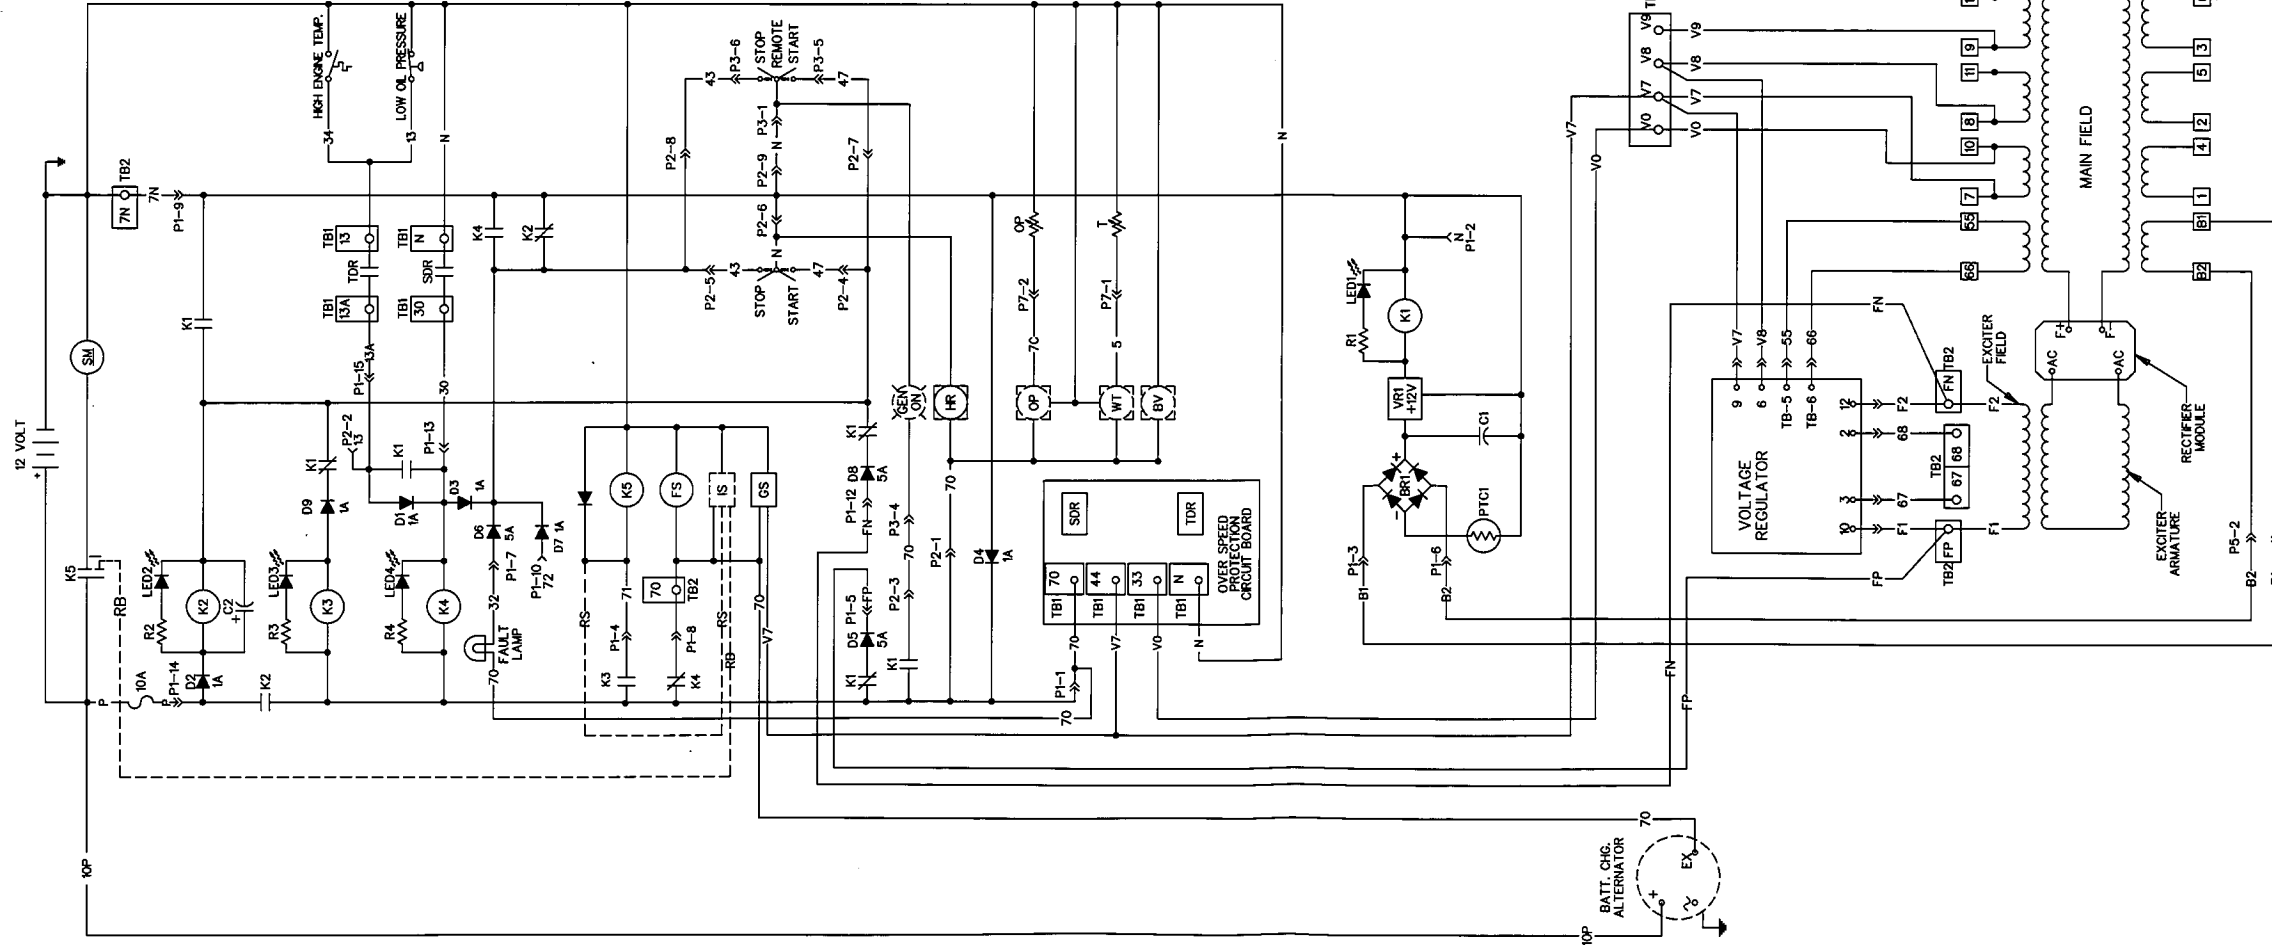 12 VOLT
+
SM
K5
10P
RB
P
10A
P
P1-14
D2
1A
K2
7N
TB2
7N
P1-9
K1
LED2
R2
K2
C2
+
K1
D9
1A
LED3
R3
K3
HIGH ENGINE TEMP.
34
LOW OIL PRESSURE
13
N
TB1
13
TDR
TB1
13A
TB1
N
SDR
TB1
30
13A
P1-15
P2-2
13
K1
30
P1-13
D1
1A
D3
1A
LED4
R4
K4
K4
K2
D6
5A
D7
1A
P1-7
P1-10
72
32
FAULT
LAMP
70
K5
FS
IS
GS
RS
71
P1-4
K3
70
TB2
P1-8
K4
RS
RB
70
V7
P2-8
43
P3-6
STOP
REMOTE
START
P3-5
47
P3-1
N
P2-9
P2-7
P2-6
N
P2-5
43
STOP
START
47
P2-4
K1
D8
5A
P1-12
FN
FP
P1-5
D5
5A
K1
GEN
ON
P3-4
70
P2-3
K1
HR
70
P2-1
D4
1A
OP
P7-2
7C
OP
T
P7-1
5
WT
BV
N
SDR
TDR
OVER SPEED
PROTECTION
CIRCUIT BOARD
70
TB1
44
TB1
33
TB1
N
TB1
70
V7
V0
N
P1-1
70
LED1
R1
K1
N
P1-2
VR1
+12V
C1
BR1
+
-
PTC1
P1-3
B1
P1-6
B2
V7
V0
V9
V8
V7
V0
V9
V8
V7
V0
FN
V7
V8
55
66
9
6
TB-5
TB-6
VOLTAGE
REGULATOR
12
2
3
10
F2
68
67
F1
TB2
FN
TB2
68
67
FP
TB2
F2
F1
FP
FN
FP
EXCITER
FIELD
EXCITER
ARMATURE
RECTIFIER
MODULE
F+
F-
AC
AC
MAIN FIELD
9
11
8
10
7
55
66
3
5
2
4
1
B1
B2
P5-2
B2
BATT. CHG.
ALTERNATOR
70
EX
+
10P